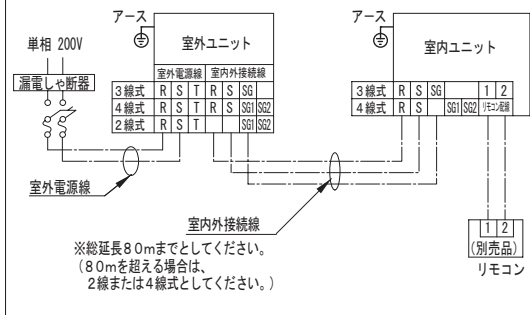 アース
室外ユニット
単相 200V
漏電しゃ断器
室外電源線 室内外接続線
3線式 R S T R S SG
4線式 R S T R S SG1 SG2
2線式 R S T SG1 SG2
室外電源線
室内外接続線
※総延長80mまでとしてください。
(80mを超える場合は、
2線または4線式としてください。)
アース
室内ユニット
3線式 R S SG 1 2
4線式 R S SG1 SG2 リモコン配線
1 2
(別売品)
リモコン